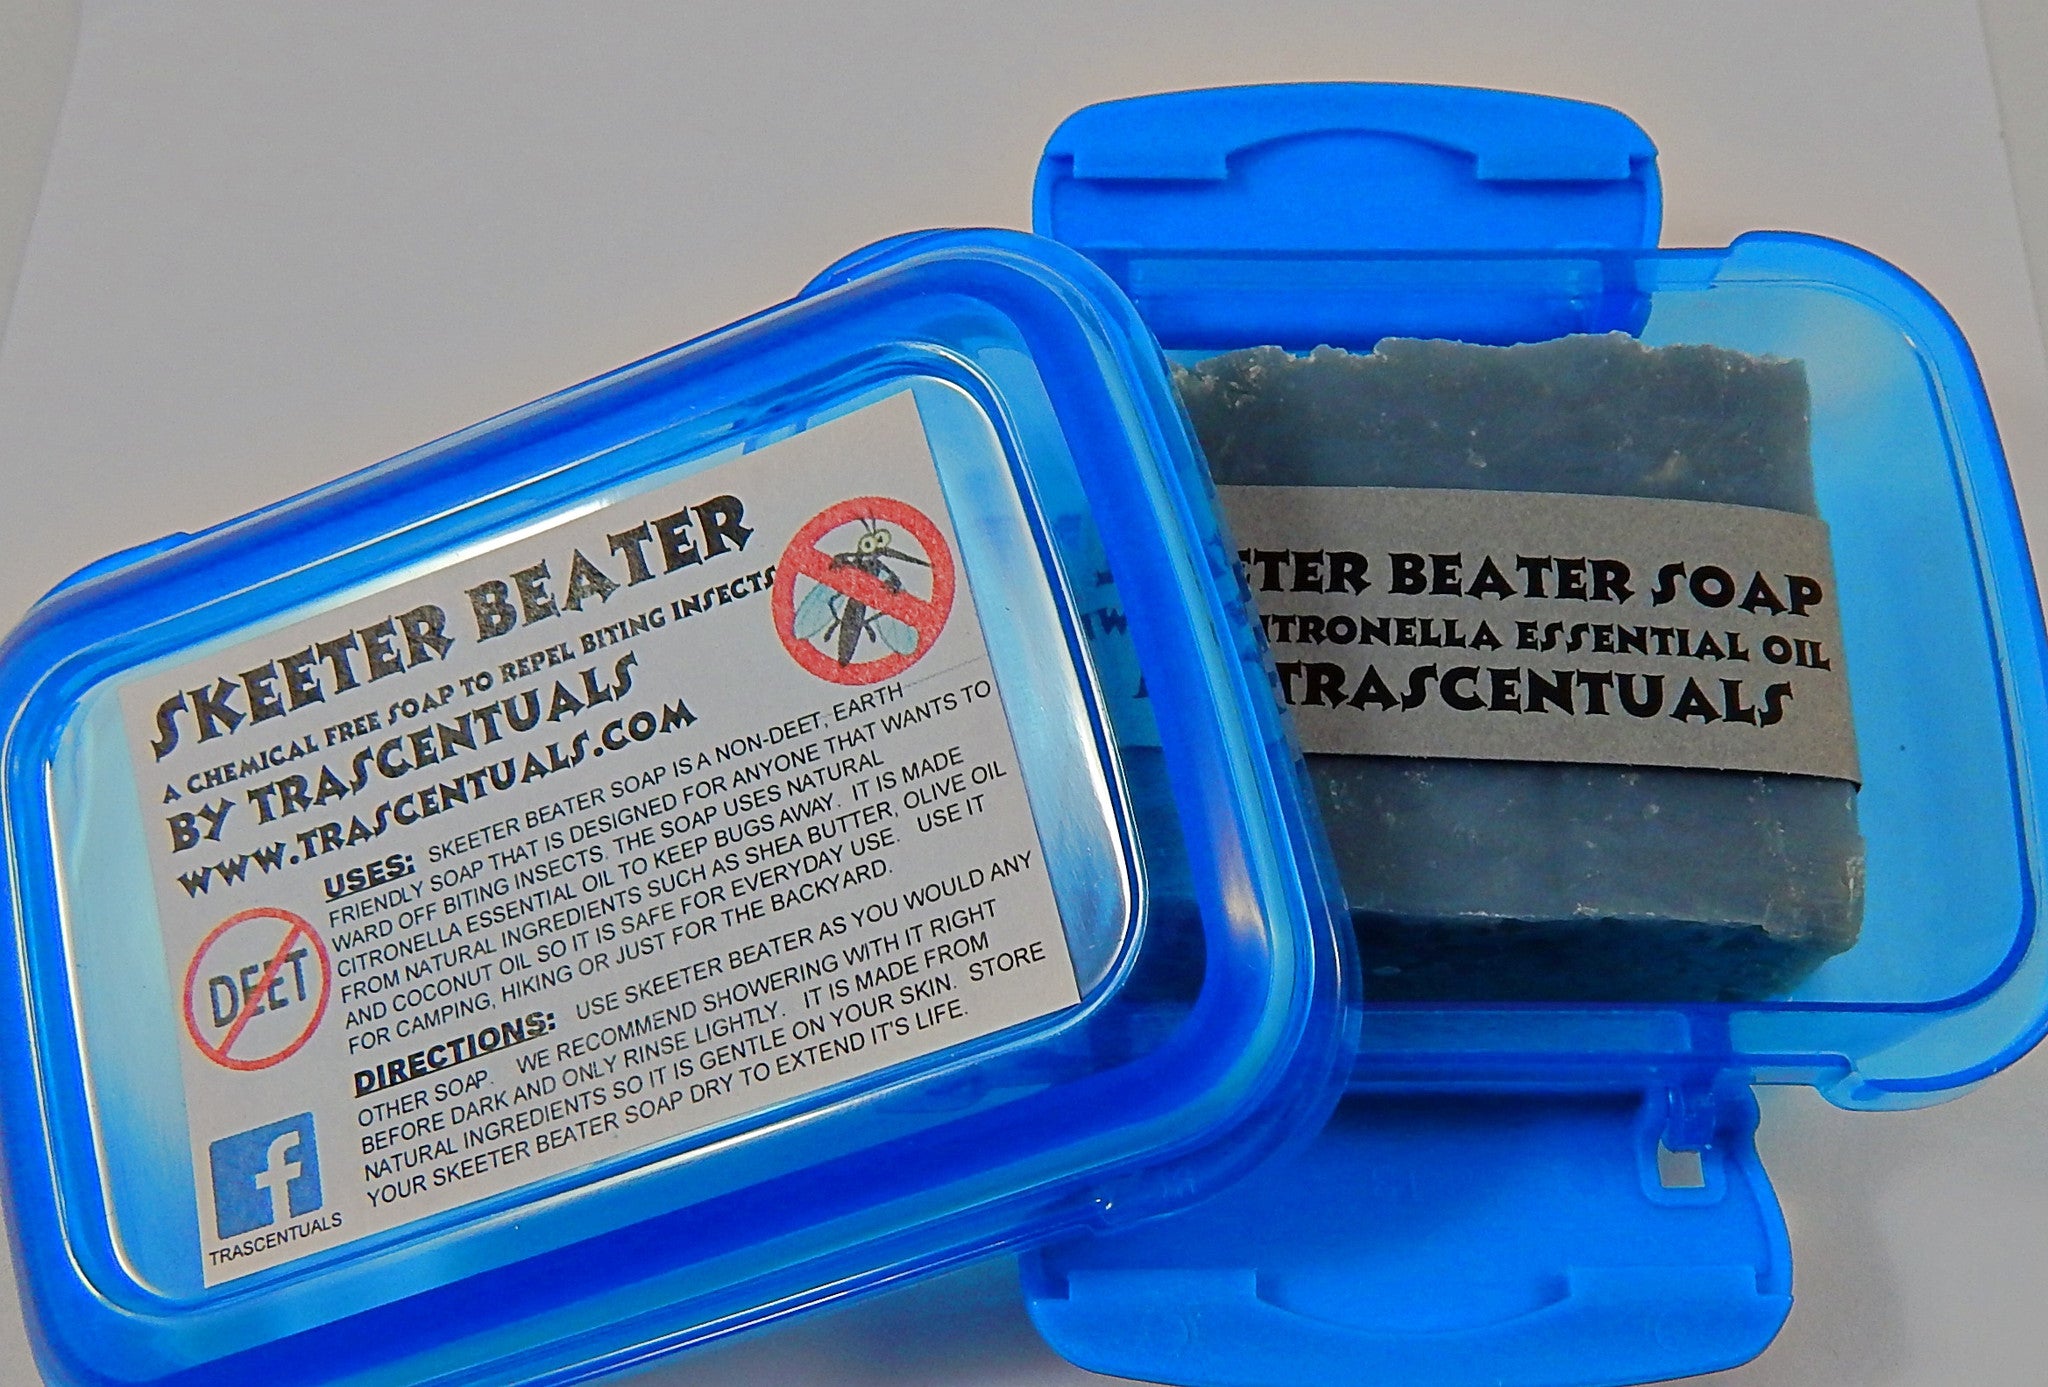 SKEETER BEATER
A CHEMICAL FREE SOAP TO REPEL BITING INSECTS
BY TRASCENTUALS
WWW.TRASCENTUALS.COM
USES: SKEETER BEATER SOAP IS A NON-DEET, EARTH
FRIENDLY SOAP THAT IS DESIGNED FOR ANYONE THAT WANTS TO
WARD OFF BITING INSECTS. THE SOAP USES NATURAL
CITRONELLA ESSENTIAL OIL TO KEEP BUGS AWAY. IT IS MADE
FROM NATURAL INGREDIENTS SUCH AS SHEA BUTTER, OLIVE OIL
AND COCONUT OIL SO IT IS SAFE FOR EVERYDAY USE. USE IT
FOR CAMPING, HIKING OR JUST FOR THE BACKYARD.
DIRECTIONS: USE SKEETER BEATER AS YOU WOULD ANY
OTHER SOAP. WE RECOMMEND SHOWERING WITH IT RIGHT
BEFORE DARK AND ONLY RINSE LIGHTLY. IT IS MADE FROM
NATURAL INGREDIENTS SO IT IS GENTLE ON YOUR SKIN. STORE
YOUR SKEETER BEATER SOAP DRY TO EXTEND IT'S LIFE.
DEET
f
TRASCENTUALS
ETER BEATER SOAP
ITRONELLA ESSENTIAL OIL
TRASCENTUALS